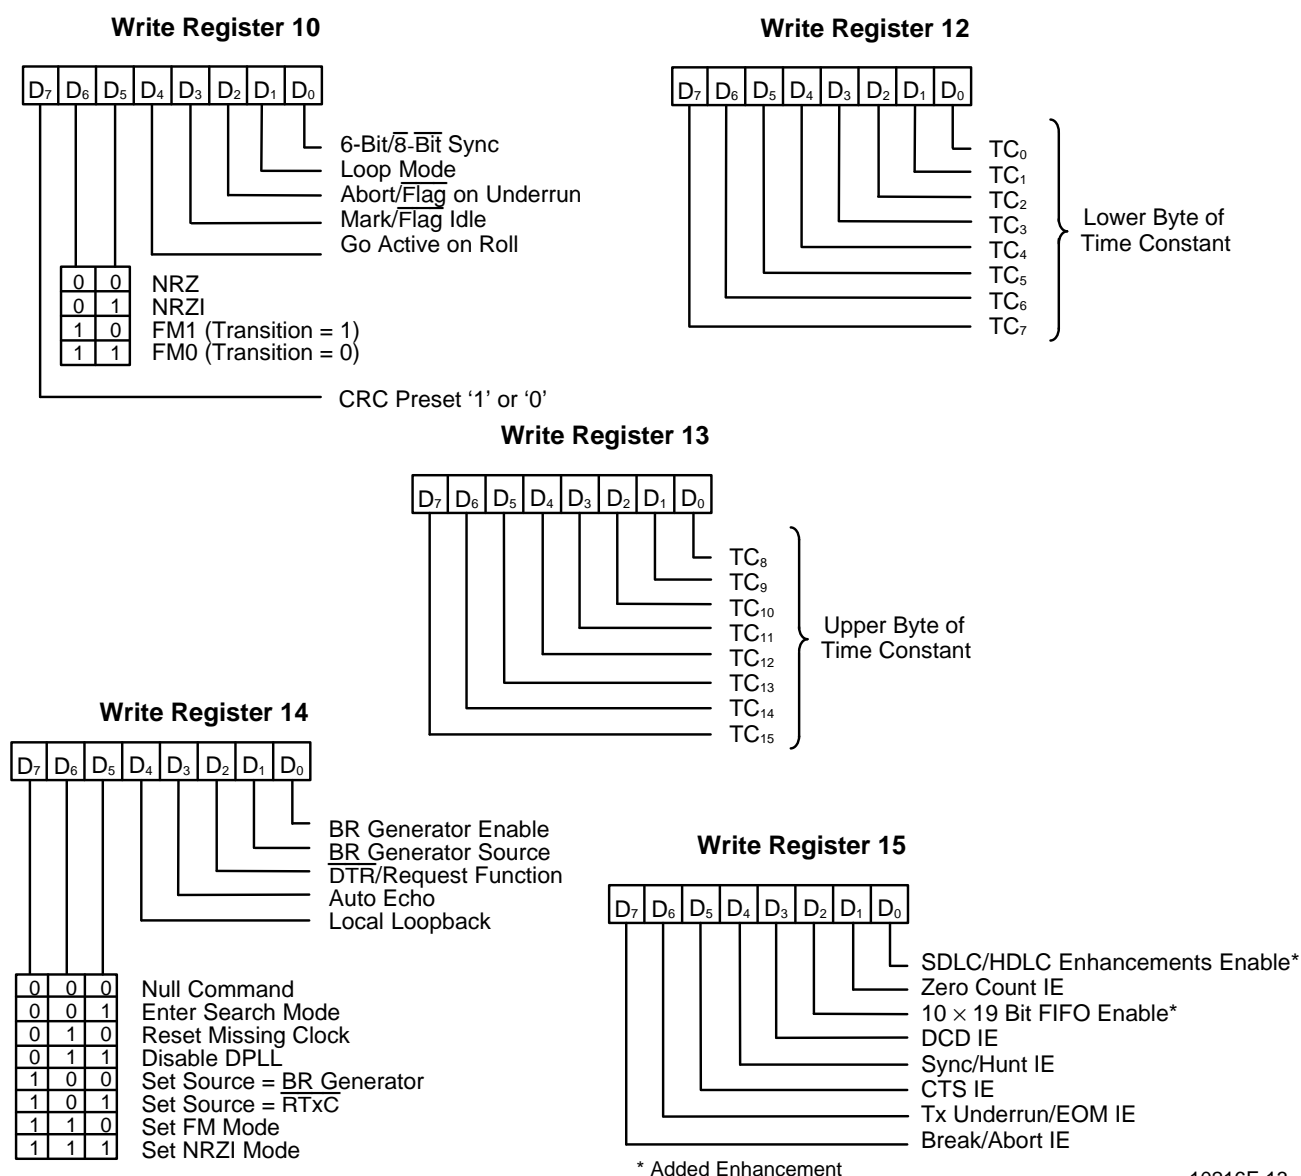 Write Register 10
D₇ D₆ D₅ D₄ D₃ D₂ D₁ D₀
6-Bit/8̅-B̅i̅t̅ Sync
Loop Mode
Abort/F̅l̅a̅g̅ on Underrun
Mark/F̅l̅a̅g̅ Idle
Go Active on Roll
0 0 NRZ
0 1 NRZI
1 0 FM1 (Transition = 1)
1 1 FM0 (Transition = 0)
CRC Preset ‘1’ or ‘0’
Write Register 12
D₇ D₆ D₅ D₄ D₃ D₂ D₁ D₀
TC₀
TC₁
TC₂
TC₃
TC₄
TC₅
TC₆
TC₇
Lower Byte of
Time Constant
Write Register 13
D₇ D₆ D₅ D₄ D₃ D₂ D₁ D₀
TC₈
TC₉
TC₁₀
TC₁₁
TC₁₂
TC₁₃
TC₁₄
TC₁₅
Upper Byte of
Time Constant
Write Register 14
D₇ D₆ D₅ D₄ D₃ D₂ D₁ D₀
BR Generator Enable
BR Generator Source
D̅T̅R̅/Request Function
Auto Echo
Local Loopback
0 0 0 Null Command
0 0 1 Enter Search Mode
0 1 0 Reset Missing Clock
0 1 1 Disable DPLL
1 0 0 Set Source = BR Generator
1 0 1 Set Source = R̅T̅x̅C̅
1 1 0 Set FM Mode
1 1 1 Set NRZI Mode
Write Register 15
D₇ D₆ D₅ D₄ D₃ D₂ D₁ D₀
SDLC/HDLC Enhancements Enable*
Zero Count IE
10 × 19 Bit FIFO Enable*
DCD IE
Sync/Hunt IE
CTS IE
Tx Underrun/EOM IE
Break/Abort IE
* Added Enhancement